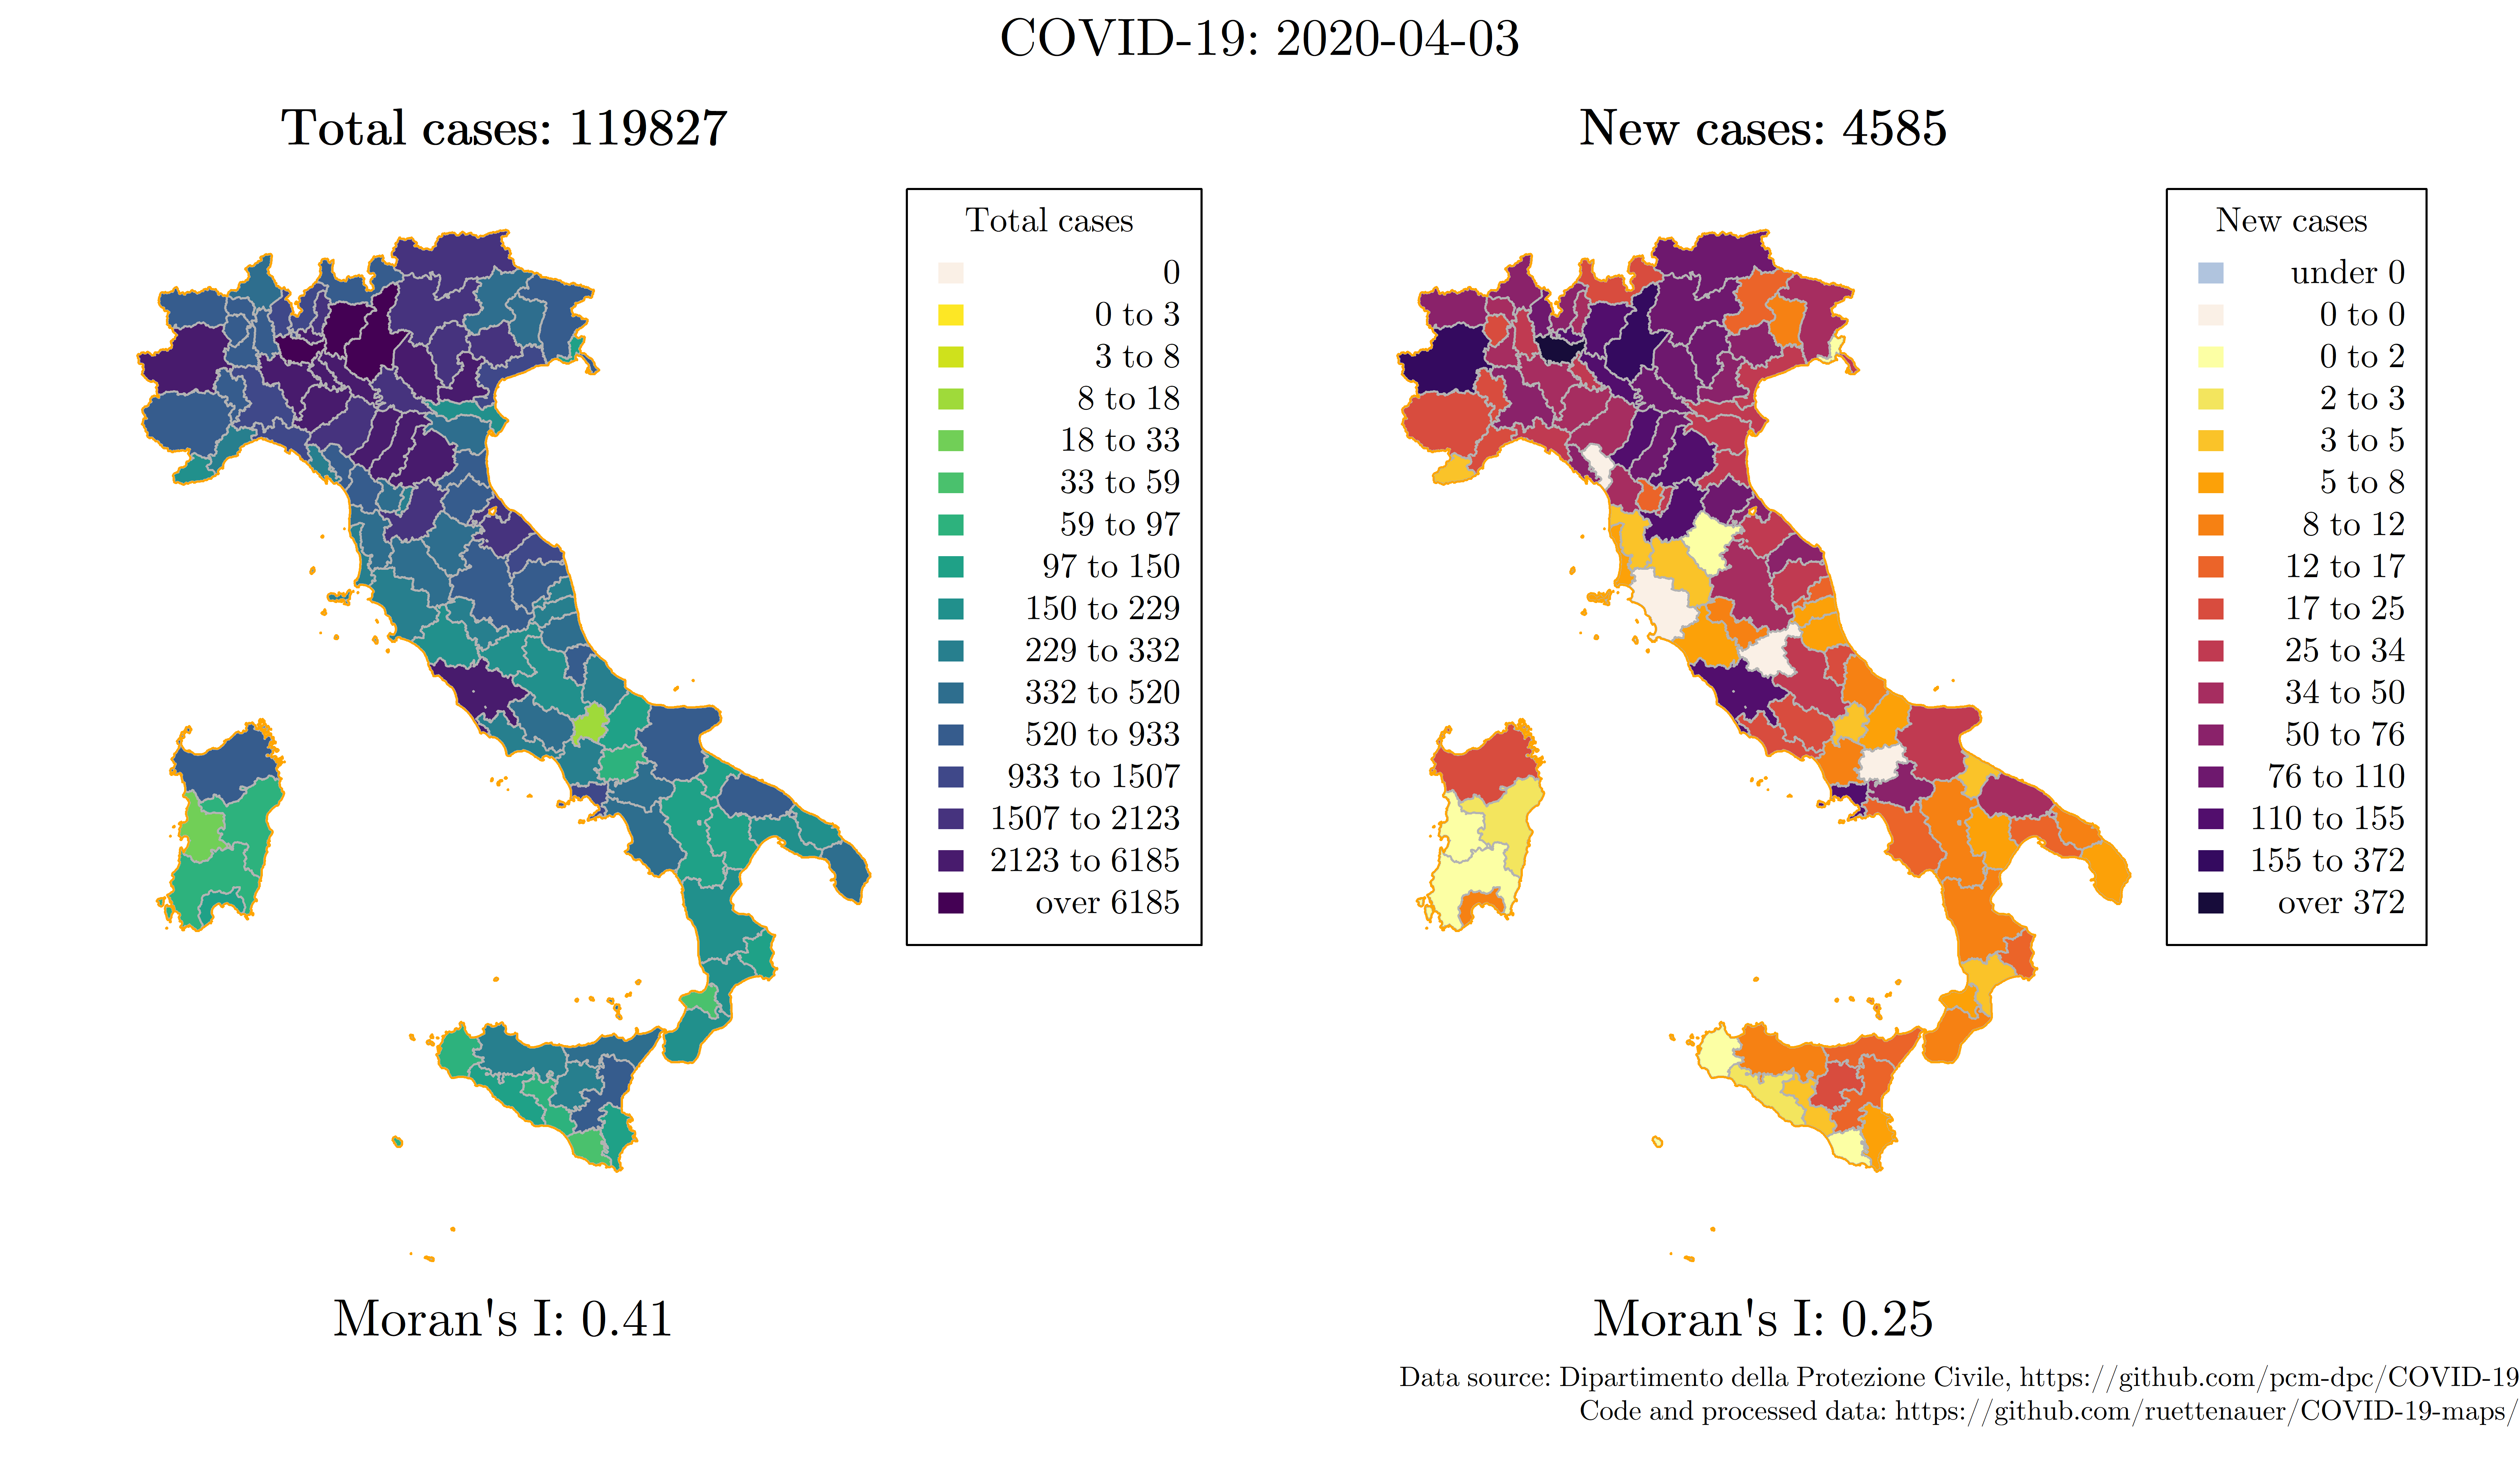 COVID-19: 2020-04-03
Total cases: 119827
Total cases
0
0 to 3
3 to 8
8 to 18
18 to 33
33 to 59
59 to 97
97 to 150
150 to 229
229 to 332
332 to 520
520 to 933
933 to 1507
1507 to 2123
2123 to 6185
over 6185
Moran's I: 0.41
New cases: 4585
New cases
under 0
0 to 0
0 to 2
2 to 3
3 to 5
5 to 8
8 to 12
12 to 17
17 to 25
25 to 34
34 to 50
50 to 76
76 to 110
110 to 155
155 to 372
over 372
Moran's I: 0.25
Data source: Dipartimento della Protezione Civile, https://github.com/pcm-dpc/COVID-19
Code and processed data: https://github.com/ruettenauer/COVID-19-maps/